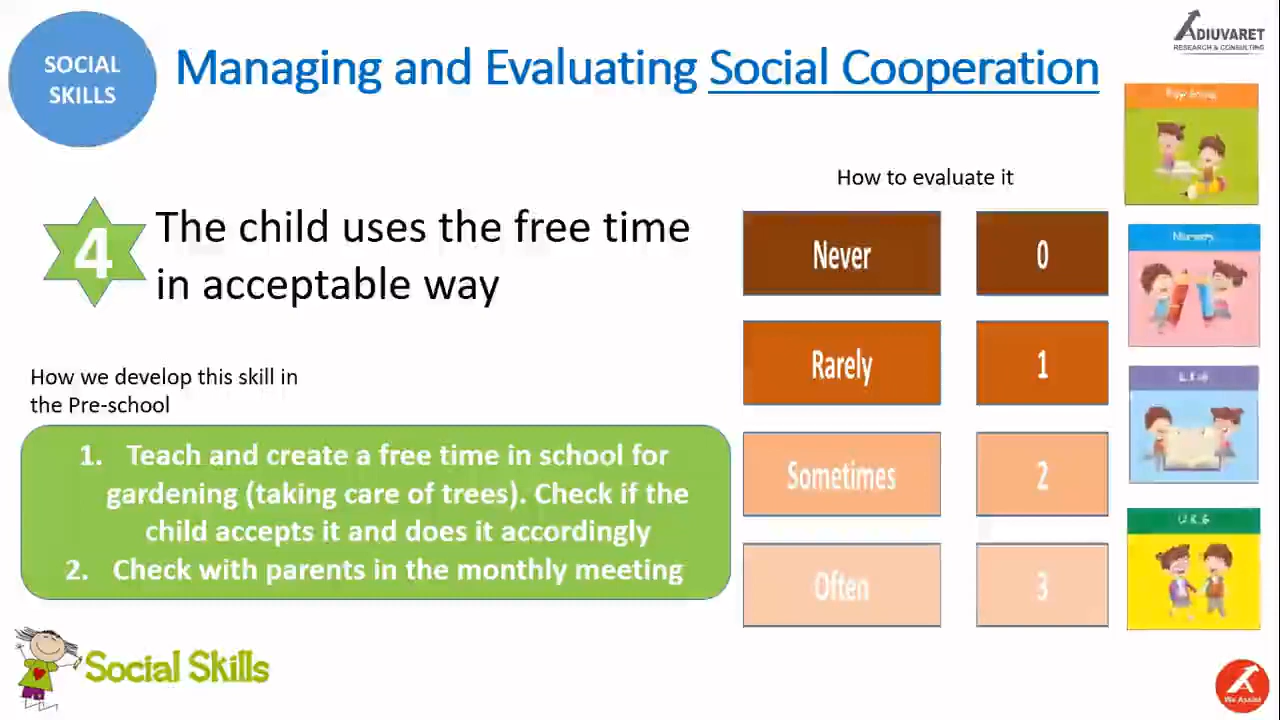 SOCIAL
SKILLS
Managing and Evaluating Social Cooperation
ADIUVARET
RESEARCH & CONSULTING
How to evaluate it
4
The child uses the free time
in acceptable way
Never 0
Rarely 1
Sometimes 2
Often 3
How we develop this skill in
the Pre-school
1. Teach and create a free time in school for
gardening (taking care of trees). Check if the
child accepts it and does it accordingly
2. Check with parents in the monthly meeting
Nursery
U.K.G
Social Skills
We Assist